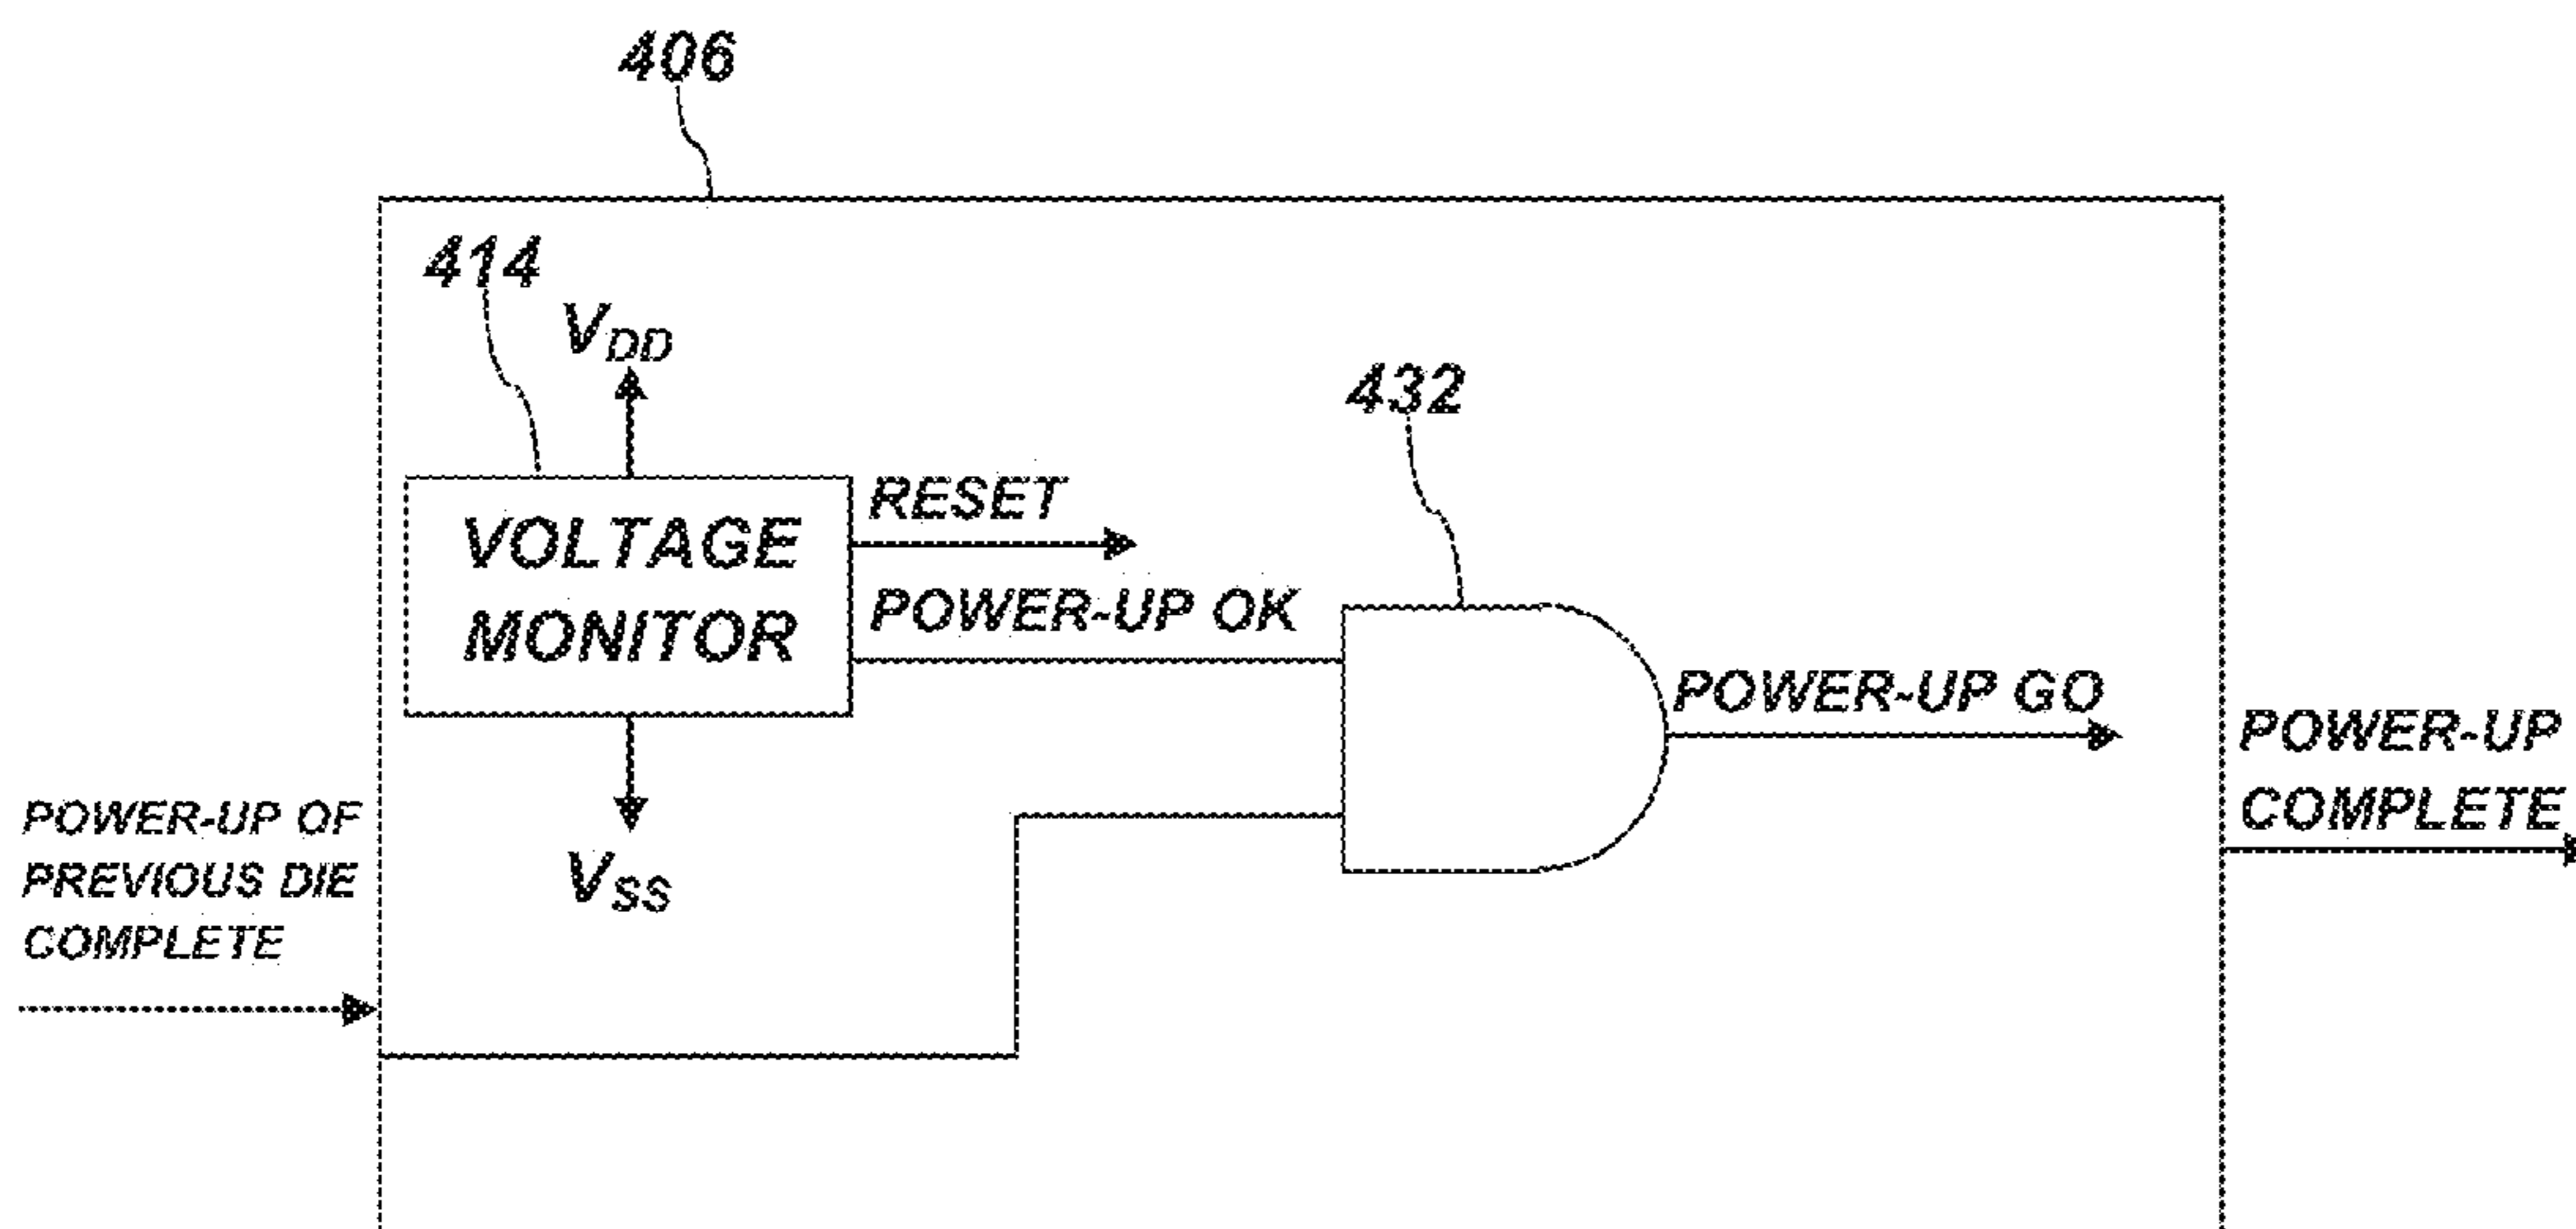 406
414
VDD
432
VOLTAGE
MONITOR
RESET
POWER-UP OK
POWER-UP GO
POWER-UP
COMPLETE
VSS
POWER-UP OF
PREVIOUS DIE
COMPLETE